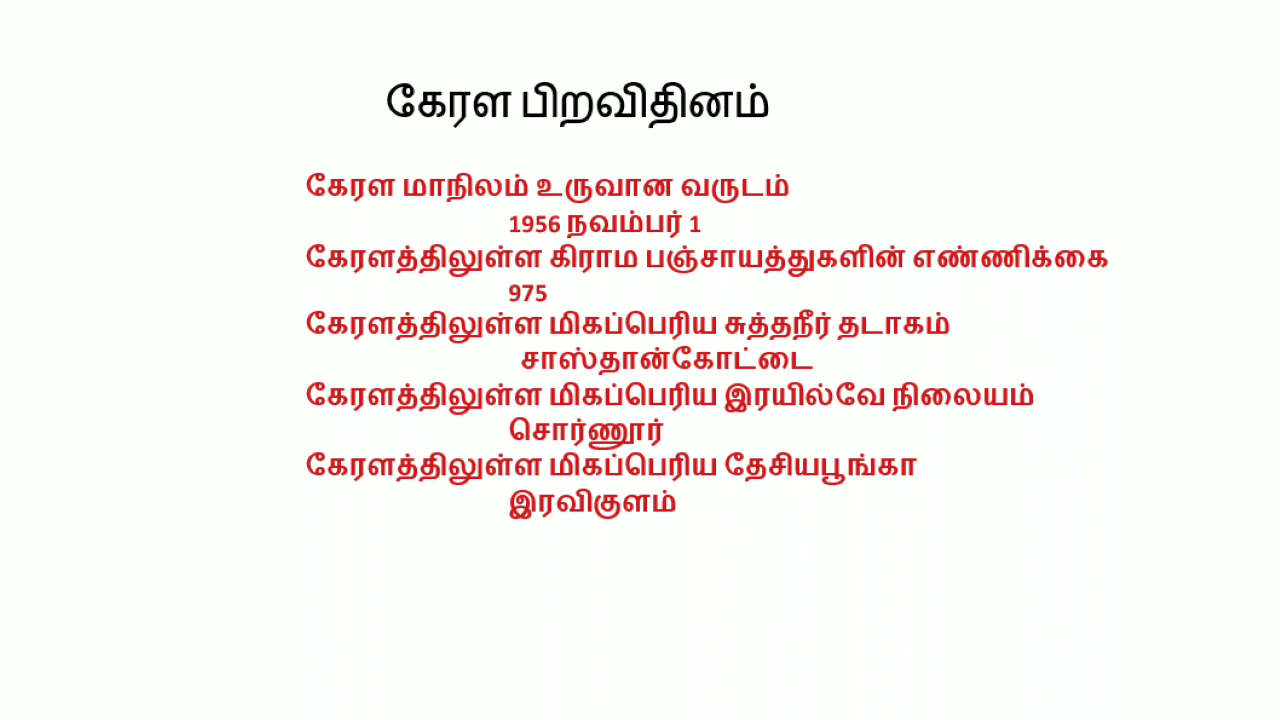 கேரள பிறவிதினம்
கேரள மாநிலம் உருவான வருடம்
1956 நவம்பர் 1
கேரளத்திலுள்ள கிராம பஞ்சாயத்துகளின் எண்ணிக்கை
975
கேரளத்திலுள்ள மிகப்பெரிய சுத்தநீர் தடாகம்
சாஸ்தான்கோட்டை
கேரளத்திலுள்ள மிகப்பெரிய இரயில்வே நிலையம்
சொர்ணூர்
கேரளத்திலுள்ள மிகப்பெரிய தேசியபூங்கா
இரவிகுளம்